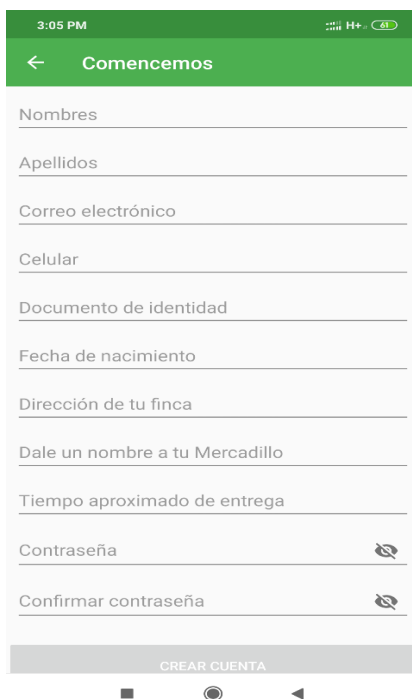 3:05 PM H+ 61
Comencemos
Nombres
Apellidos
Correo electrónico
Celular
Documento de identidad
Fecha de nacimiento
Dirección de tu finca
Dale un nombre a tu Mercadillo
Tiempo aproximado de entrega
Contraseña
Confirmar contraseña
CREAR CUENTA